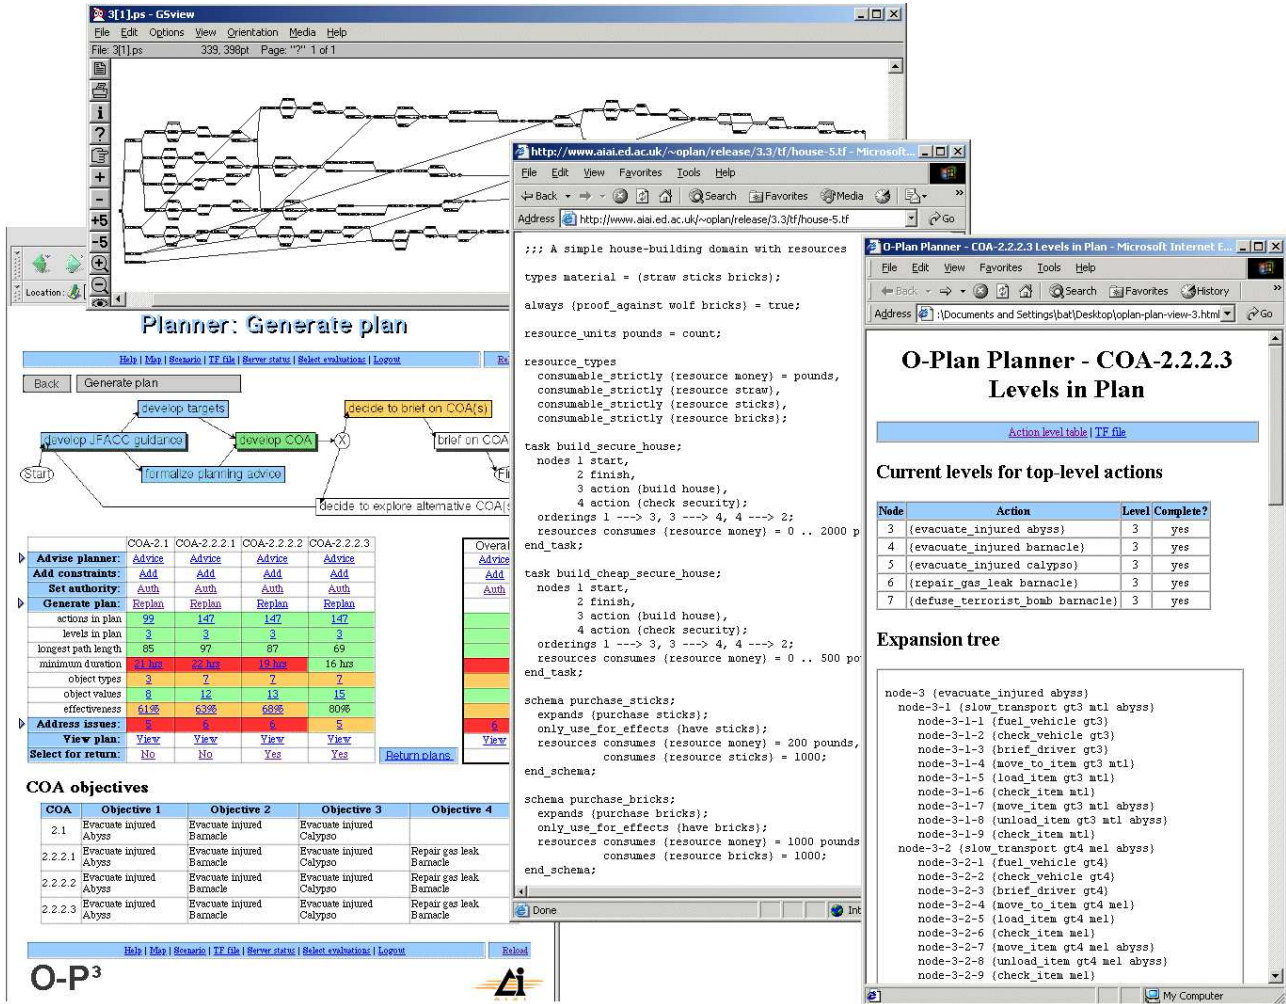 3[1].ps - GSview
File Edit Options View Orientation Media Help
File: 3[1].ps 339, 398pt Page: "?" 1 of 1
i
?
+
-
+5
-5
Location:
Planner: Generate plan
Help | Map | Scenario | TF file | Server status | Select evaluations | Logout
Back Generate plan
develop targets
decide to brief on COA(s)
develop JFACC guidance
develop COA
X
brief on COA
Start
formalize planning advice
decide to explore alternative COA(s
COA-2.1 COA-2.2.2.1 COA-2.2.2.2 COA-2.2.2.3 Overal
Advise planner: Advice Advice Advice Advice Advice
Add constraints: Add Add Add Add Add
Set authority: Auth Auth Auth Auth Auth
Generate plan: Replan Replan Replan Replan
actions in plan 99 147 147 147
levels in plan 3 3 3 3
longest path length 85 97 87 69
minimum duration 21 hrs 22 hrs 19 hrs 16 hrs
object types 3 7 7 7
object values 8 12 13 15
effectiveness 61% 63% 68% 80%
Address issues: 5 6 6 5 6
View plan: View View View View View
Select for return: No No Yes Yes Return plans
COA objectives
COA Objective 1 Objective 2 Objective 3 Objective 4
2.1 Evacuate injured Abyss Evacuate injured Barnacle Evacuate injured Calypso
2.2.2.1 Evacuate injured Abyss Evacuate injured Barnacle Evacuate injured Calypso Repair gas leak Barnacle
2.2.2.2 Evacuate injured Abyss Evacuate injured Barnacle Evacuate injured Calypso Repair gas leak Barnacle
2.2.2.3 Evacuate injured Abyss Evacuate injured Barnacle Evacuate injured Calypso Repair gas leak Barnacle
Help | Map | Scenario | TF file | Server status | Select evaluations | Logout Reload
O-P³
Ai
AIAI
http://www.aiai.ed.ac.uk/~oplan/release/3.3/tf/house-5.tf - Microsoft...
File Edit View Favorites Tools Help
Back Search Favorites Media
Address http://www.aiai.ed.ac.uk/~oplan/release/3.3/tf/house-5.tf Go
;;; A simple house-building domain with resources
types material = (straw sticks bricks);
always {proof_against wolf bricks} = true;
resource_units pounds = count;
resource_types
consumable_strictly {resource money} = pounds,
consumable_strictly {resource straw},
consumable_strictly {resource sticks},
consumable_strictly {resource bricks};
task build_secure_house;
nodes 1 start,
2 finish,
3 action {build house},
4 action {check security};
orderings 1 ---> 3, 3 ---> 4, 4 ---> 2;
resources consumes {resource money} = 0 .. 2000 p
end_task;
task build_cheap_secure_house;
nodes 1 start,
2 finish,
3 action {build house},
4 action {check security};
orderings 1 ---> 3, 3 ---> 4, 4 ---> 2;
resources consumes {resource money} = 0 .. 500 po
end_task;
schema purchase_sticks;
expands {purchase sticks};
only_use_for_effects {have sticks};
resources consumes {resource money} = 200 pounds,
consumes {resource sticks} = 1000;
end_schema;
schema purchase_bricks;
expands {purchase bricks};
only_use_for_effects {have bricks};
resources consumes {resource money} = 1000 pounds
consumes {resource bricks} = 1000;
end_schema;
Done Int
O-Plan Planner - COA-2.2.2.3 Levels in Plan - Microsoft Internet E...
File Edit View Favorites Tools Help
Back Search Favorites History
Address :\Documents and Settings\bat\Desktop\oplan-plan-view-3.html Go
O-Plan Planner - COA-2.2.2.3
Levels in Plan
Action level table | TF file
Current levels for top-level actions
Node Action Level Complete?
3 {evacuate_injured abyss} 3 yes
4 {evacuate_injured barnacle} 3 yes
5 {evacuate_injured calypso} 3 yes
6 {repair_gas_leak barnacle} 3 yes
7 {defuse_terrorist_bomb barnacle} 3 yes
Expansion tree
node-3 {evacuate_injured abyss}
node-3-1 {slow_transport gt3 mtl abyss}
node-3-1-1 {fuel_vehicle gt3}
node-3-1-2 {check_vehicle gt3}
node-3-1-3 {brief_driver gt3}
node-3-1-4 {move_to_item gt3 mtl}
node-3-1-5 {load_item gt3 mtl}
node-3-1-6 {check_item mtl}
node-3-1-7 {move_item gt3 mtl abyss}
node-3-1-8 {unload_item gt3 mtl abyss}
node-3-1-9 {check_item mtl}
node-3-2 {slow_transport gt4 mel abyss}
node-3-2-1 {fuel_vehicle gt4}
node-3-2-2 {check_vehicle gt4}
node-3-2-3 {brief_driver gt4}
node-3-2-4 {move_to_item gt4 mel}
node-3-2-5 {load_item gt4 mel}
node-3-2-6 {check_item mel}
node-3-2-7 {move_item gt4 mel abyss}
node-3-2-8 {unload_item gt4 mel abyss}
node-3-2-9 {check_item mel}
My Computer